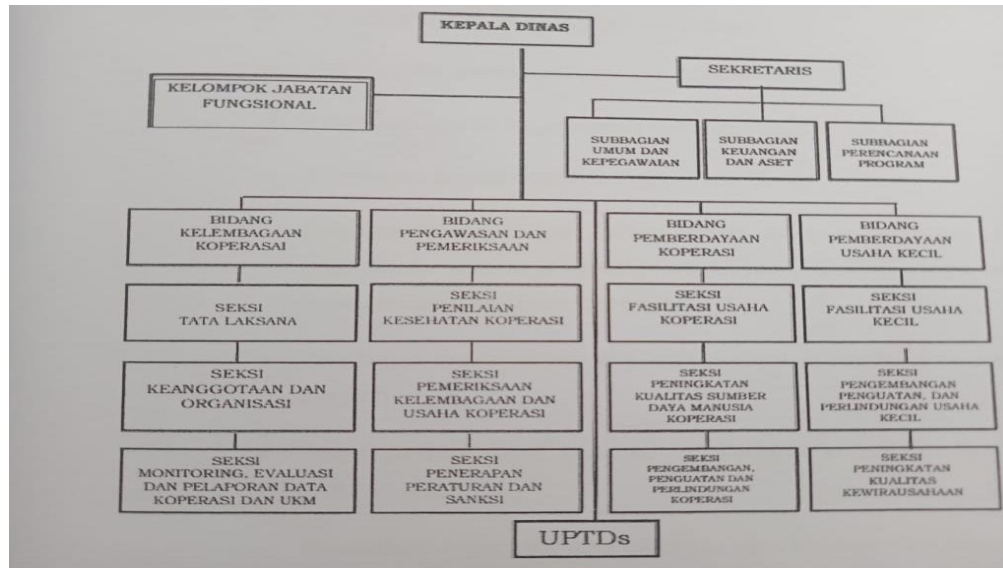 KEPALA DINAS
SEKRETARIS
KELOMPOK JABATAN
FUNGSIONAL
SUBBAGIAN
UMUM DAN
KEPEGAWAIAN
SUBBAGIAN
KEUANGAN
DAN ASET
SUBBAGIAN
PERENCANAAN
PROGRAM
BIDANG
KELEMBAGAAN
KOPERASAI
BIDANG
PENGAWASAN DAN
PEMERIKSAAN
BIDANG
PEMBERDAYAAN
KOPERASI
BIDANG
PEMBERDAYAAN
USAHA KECIL
SEKSI
TATA LAKSANA
SEKSI
PENILAIAN
KESEHATAN KOPERASI
SEKSI
FASILITASI USAHA
KOPERASI
SEKSI
FASILITASI USAHA
KECIL
SEKSI
KEANGGOTAAN DAN
ORGANISASI
SEKSI
PEMERIKSAAN
KELEMBAGAAN DAN
USAHA KOPERASI
SEKSI
PENINGKATAN
KUALITAS SUMBER
DAYA MANUSIA
KOPERASI
SEKSI
PENGEMBANGAN
PENGUATAN, DAN
PERLINDUNGAN USAHA
KECIL
SEKSI
MONITORING, EVALUASI
DAN PELAPORAN DATA
KOPERASI DAN UKM
SEKSI
PENERAPAN
PERATURAN DAN
SANKSI
SEKSI
PENGEMBANGAN,
PENGUATAN DAN
PERLINDUNGAN
KOPERASI
SEKSI
PENINGKATAN
KUALITAS
KEWIRAUSAHAAN
UPTDs